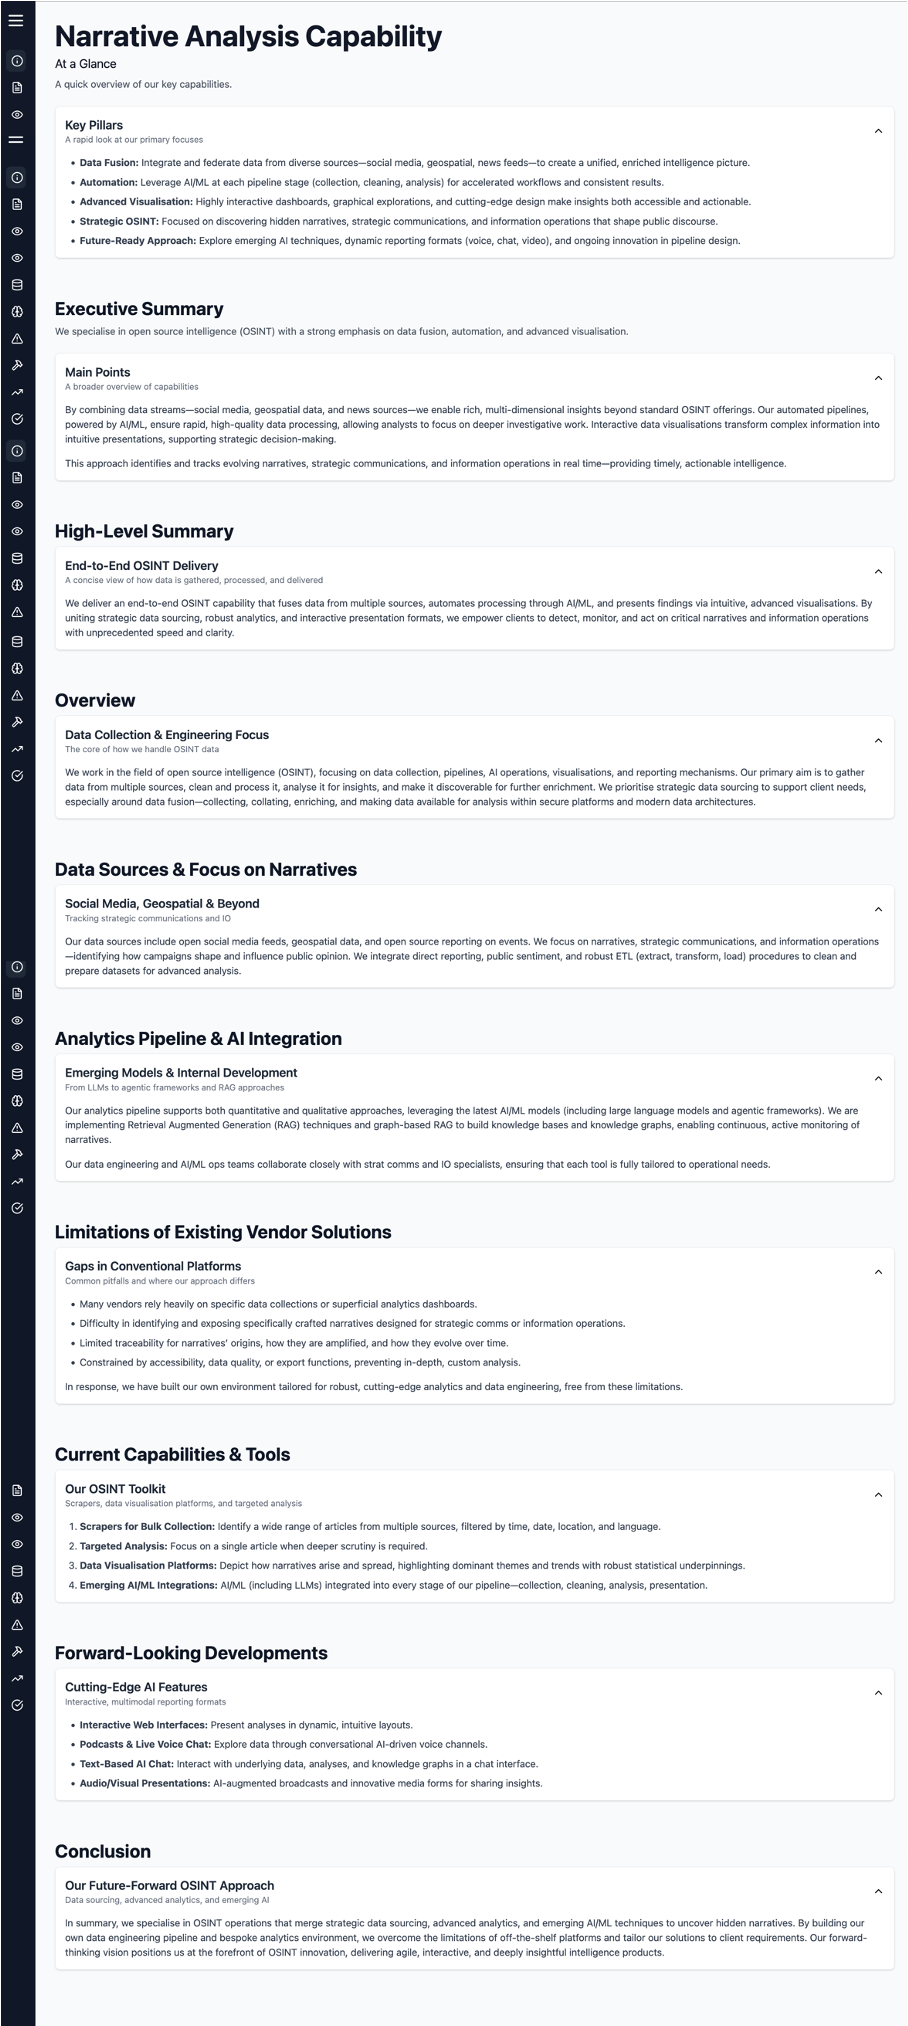 Narrative Analysis Capability
At a Glance
A quick overview of our key capabilities.
Key Pillars
A rapid look at our primary focuses
• Data Fusion: Integrate and federate data from diverse sources—social media, geospatial, news feeds—to create a unified, enriched intelligence picture.
• Automation: Leverage AI/ML at each pipeline stage (collection, cleaning, analysis) for accelerated workflows and consistent results.
• Advanced Visualisation: Highly interactive dashboards, graphical explorations, and cutting-edge design make insights both accessible and actionable.
• Strategic OSINT: Focused on discovering hidden narratives, strategic communications, and information operations that shape public discourse.
• Future-Ready Approach: Explore emerging AI techniques, dynamic reporting formats (voice, chat, video), and ongoing innovation in pipeline design.
Executive Summary
We specialise in open source intelligence (OSINT) with a strong emphasis on data fusion, automation, and advanced visualisation.
Main Points
A broader overview of capabilities
By combining data streams—social media, geospatial data, and news sources—we enable rich, multi-dimensional insights beyond standard OSINT offerings. Our automated pipelines,
powered by AI/ML, ensure rapid, high-quality data processing, allowing analysts to focus on deeper investigative work. Interactive data visualisations transform complex information into
intuitive presentations, supporting strategic decision-making.
This approach identifies and tracks evolving narratives, strategic communications, and information operations in real time—providing timely, actionable intelligence.
High-Level Summary
End-to-End OSINT Delivery
A concise view of how data is gathered, processed, and delivered
We deliver an end-to-end OSINT capability that fuses data from multiple sources, automates processing through AI/ML, and presents findings via intuitive, advanced visualisations. By
uniting strategic data sourcing, robust analytics, and interactive presentation formats, we empower clients to detect, monitor, and act on critical narratives and information operations
with unprecedented speed and clarity.
Overview
Data Collection & Engineering Focus
The core of how we handle OSINT data
We work in the field of open source intelligence (OSINT), focusing on data collection, pipelines, AI operations, visualisations, and reporting mechanisms. Our primary aim is to gather
data from multiple sources, clean and process it, analyse it for insights, and make it discoverable for further enrichment. We prioritise strategic data sourcing to support client needs,
especially around data fusion—collecting, collating, enriching, and making data available for analysis within secure platforms and modern data architectures.
Data Sources & Focus on Narratives
Social Media, Geospatial & Beyond
Tracking strategic communications and IO
Our data sources include open social media feeds, geospatial data, and open source reporting on events. We focus on narratives, strategic communications, and information operations
—identifying how campaigns shape and influence public opinion. We integrate direct reporting, public sentiment, and robust ETL (extract, transform, load) procedures to clean and
prepare datasets for advanced analysis.
Analytics Pipeline & AI Integration
Emerging Models & Internal Development
From LLMs to agentic frameworks and RAG approaches
Our analytics pipeline supports both quantitative and qualitative approaches, leveraging the latest AI/ML models (including large language models and agentic frameworks). We are
implementing Retrieval Augmented Generation (RAG) techniques and graph-based RAG to build knowledge bases and knowledge graphs, enabling continuous, active monitoring of
narratives.
Our data engineering and AI/ML ops teams collaborate closely with strat comms and IO specialists, ensuring that each tool is fully tailored to operational needs.
Limitations of Existing Vendor Solutions
Gaps in Conventional Platforms
Common pitfalls and where our approach differs
• Many vendors rely heavily on specific data collections or superficial analytics dashboards.
• Difficulty in identifying and exposing specifically crafted narratives designed for strategic comms or information operations.
• Limited traceability for narratives' origins, how they are amplified, and how they evolve over time.
• Constrained by accessibility, data quality, or export functions, preventing in-depth, custom analysis.
In response, we have built our own environment tailored for robust, cutting-edge analytics and data engineering, free from these limitations.
Current Capabilities & Tools
Our OSINT Toolkit
Scrapers, data visualisation platforms, and targeted analysis
1. Scrapers for Bulk Collection: Identify a wide range of articles from multiple sources, filtered by time, date, location, and language.
2. Targeted Analysis: Focus on a single article when deeper scrutiny is required.
3. Data Visualisation Platforms: Depict how narratives arise and spread, highlighting dominant themes and trends with robust statistical underpinnings.
4. Emerging AI/ML Integrations: AI/ML (including LLMs) integrated into every stage of our pipeline—collection, cleaning, analysis, presentation.
Forward-Looking Developments
Cutting-Edge AI Features
Interactive, multimodal reporting formats
• Interactive Web Interfaces: Present analyses in dynamic, intuitive layouts.
• Podcasts & Live Voice Chat: Explore data through conversational AI-driven voice channels.
• Text-Based AI Chat: Interact with underlying data, analyses, and knowledge graphs in a chat interface.
• Audio/Visual Presentations: AI-augmented broadcasts and innovative media forms for sharing insights.
Conclusion
Our Future-Forward OSINT Approach
Data sourcing, advanced analytics, and emerging AI
In summary, we specialise in OSINT operations that merge strategic data sourcing, advanced analytics, and emerging AI/ML techniques to uncover hidden narratives. By building our
own data engineering pipeline and bespoke analytics environment, we overcome the limitations of off-the-shelf platforms and tailor our solutions to client requirements. Our forward-
thinking vision positions us at the forefront of OSINT innovation, delivering agile, interactive, and deeply insightful intelligence products.